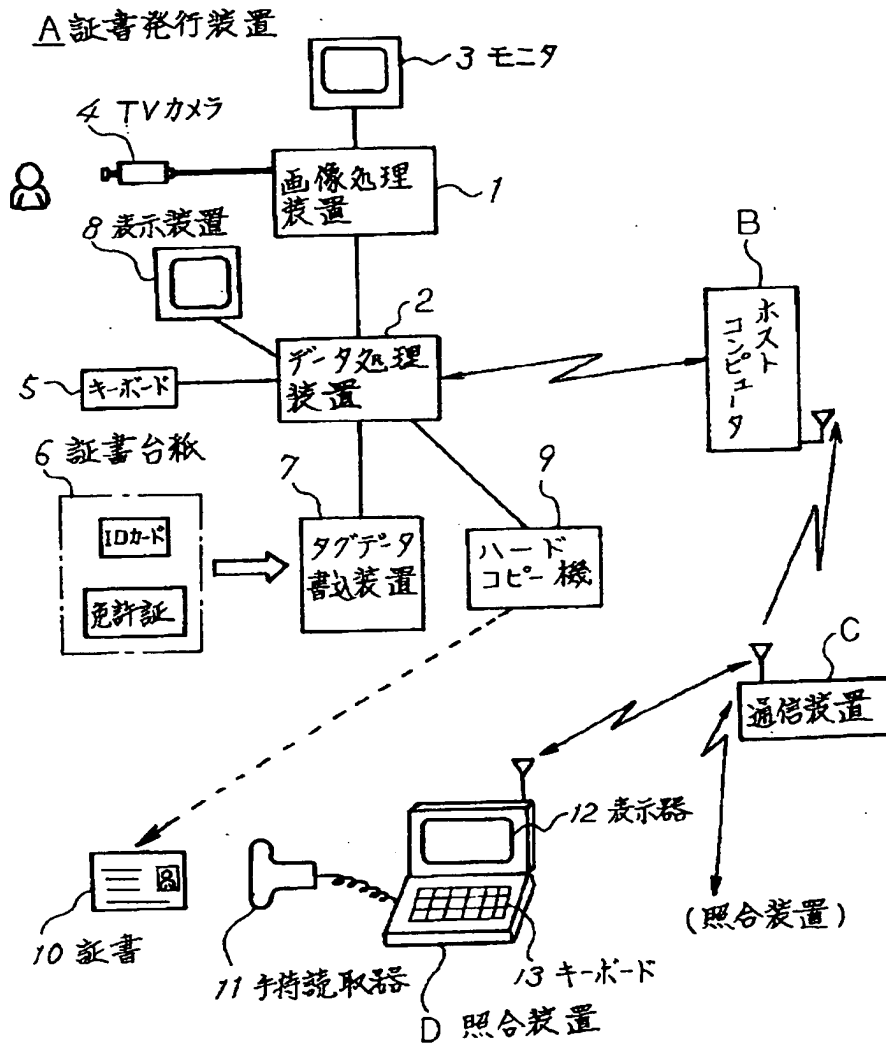 A 証書発行装置
3 モニタ
4 TVカメラ
画像処理
装置
1
8 表示装置
B
ホスト
コンピュータ
2
データ処理
装置
5
キーボード
6 証書台紙
IDカード
免許証
7
タグデータ
書込装置
9
ハード
コピー機
C
通信装置
12 表示器
(照合装置)
10 証書
11 手持読取器
13 キーボード
D 照合装置